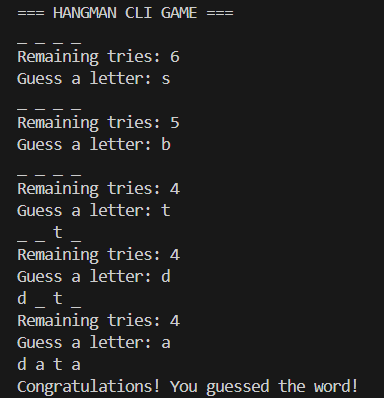 === HANGMAN CLI GAME ===
_ _ _ _
Remaining tries: 6
Guess a letter: s
_ _ _ _
Remaining tries: 5
Guess a letter: b
_ _ _ _
Remaining tries: 4
Guess a letter: t
_ _ t _
Remaining tries: 4
Guess a letter: d
d _ t _
Remaining tries: 4
Guess a letter: a
d a t a
Congratulations! You guessed the word!